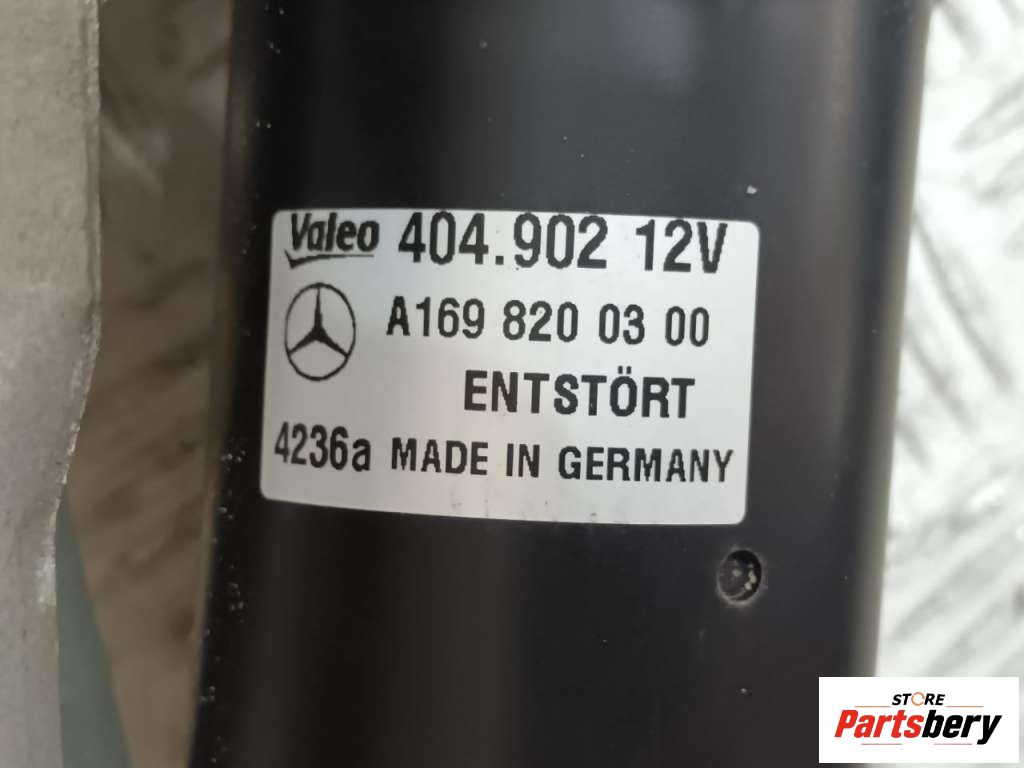 Valeo 404.902 12V
A169 820 03 00
ENTSTÖRT
4236a MADE IN GERMANY
STORE
Partsbery